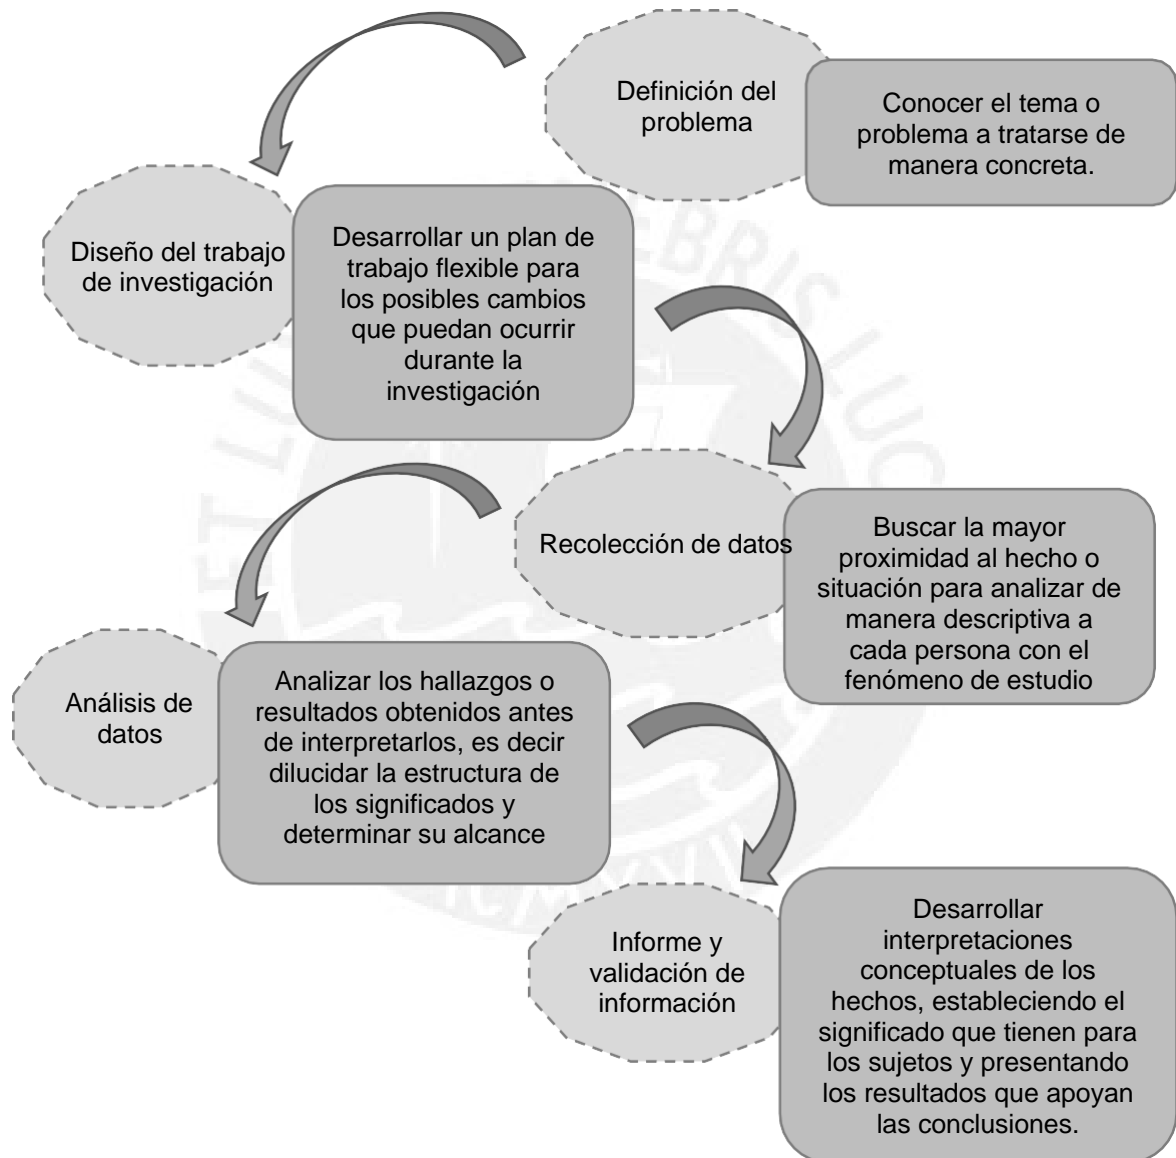 Definición del
problema
Conocer el tema o
problema a tratarse de
manera concreta.
Diseño del trabajo
de investigación
Desarrollar un plan de
trabajo flexible para
los posibles cambios
que puedan ocurrir
durante la
investigación
Recolección de datos
Buscar la mayor
proximidad al hecho o
situación para analizar de
manera descriptiva a
cada persona con el
fenómeno de estudio
Análisis de
datos
Analizar los hallazgos o
resultados obtenidos antes
de interpretarlos, es decir
dilucidar la estructura de
los significados y
determinar su alcance
Informe y
validación de
información
Desarrollar
interpretaciones
conceptuales de los
hechos, estableciendo el
significado que tienen para
los sujetos y presentando
los resultados que apoyan
las conclusiones.